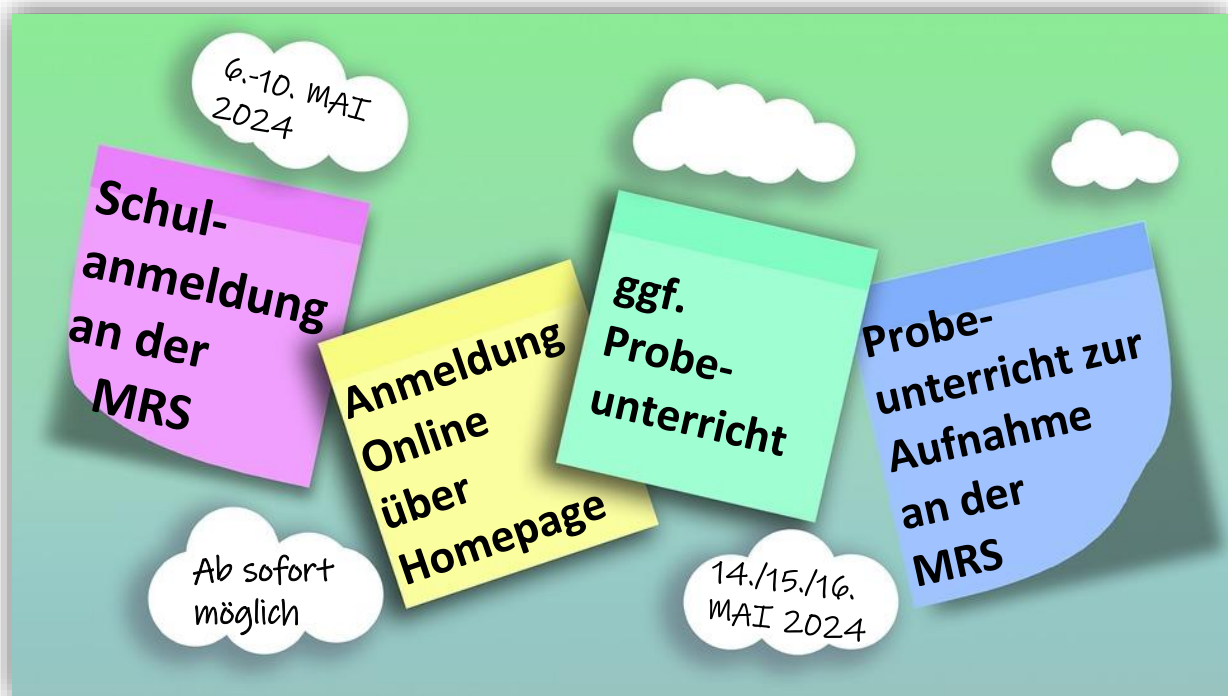 6.-10. MAI
2024
Schul-
anmeldung
an der
MRS
Anmeldung
Online
über
Homepage
ggf.
Probe-
unterricht
Probe-
unterricht zur
Aufnahme
an der
MRS
Ab sofort
möglich
14./15./16.
MAI 2024